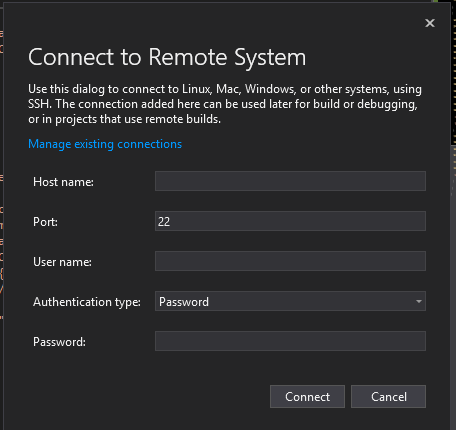 Connect to Remote System
Use this dialog to connect to Linux, Mac, Windows, or other systems, using
SSH. The connection added here can be used later for build or debugging,
or in projects that use remote builds.
Manage existing connections
Host name:
Port:
22
User name:
Authentication type:
Password
Password:
Connect
Cancel